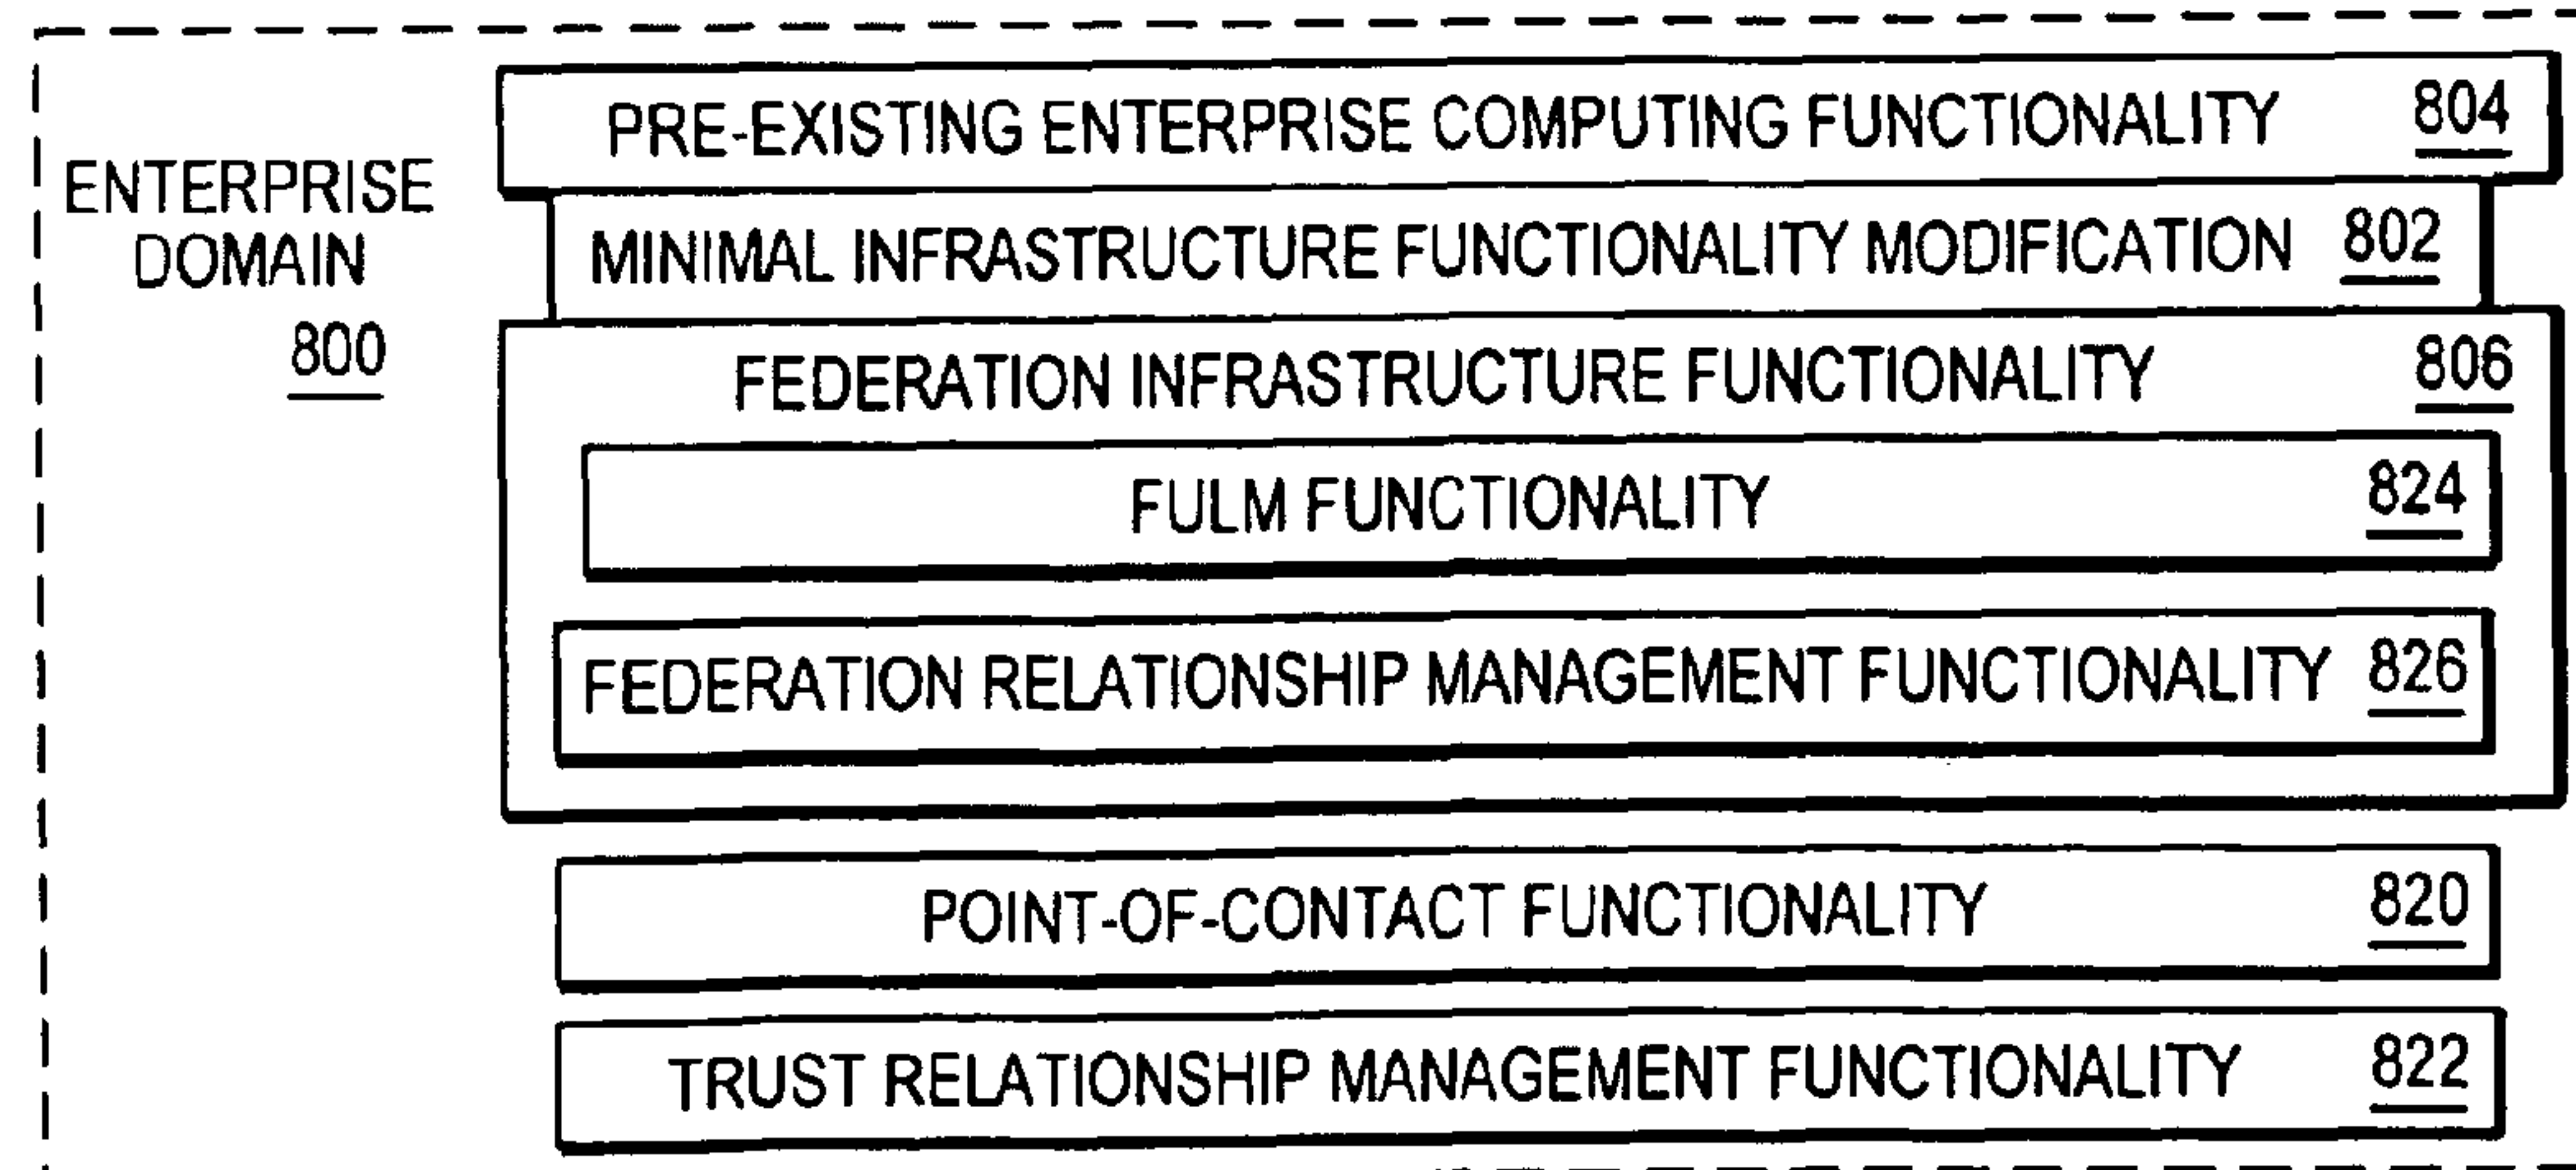 PRE-EXISTING ENTERPRISE COMPUTING FUNCTIONALITY 804
ENTERPRISE
DOMAIN
800
MINIMAL INFRASTRUCTURE FUNCTIONALITY MODIFICATION 802
FEDERATION INFRASTRUCTURE FUNCTIONALITY 806
FULM FUNCTIONALITY 824
FEDERATION RELATIONSHIP MANAGEMENT FUNCTIONALITY 826
POINT-OF-CONTACT FUNCTIONALITY 820
TRUST RELATIONSHIP MANAGEMENT FUNCTIONALITY 822